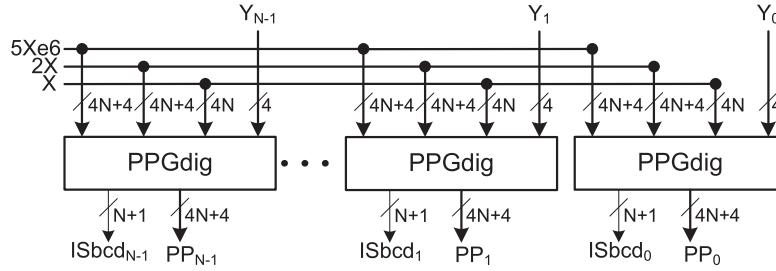 Y_{N-1} Y_1 Y_0
5Xe6
2X
X
4N+4 4N+4 4N 4 4N+4 4N+4 4N 4 4N+4 4N+4 4N 4
PPGdig • • • PPGdig PPGdig
N+1 4N+4 N+1 4N+4 N+1 4N+4
ISbcd_{N-1} PP_{N-1} ISbcd_1 PP_1 ISbcd_0 PP_0